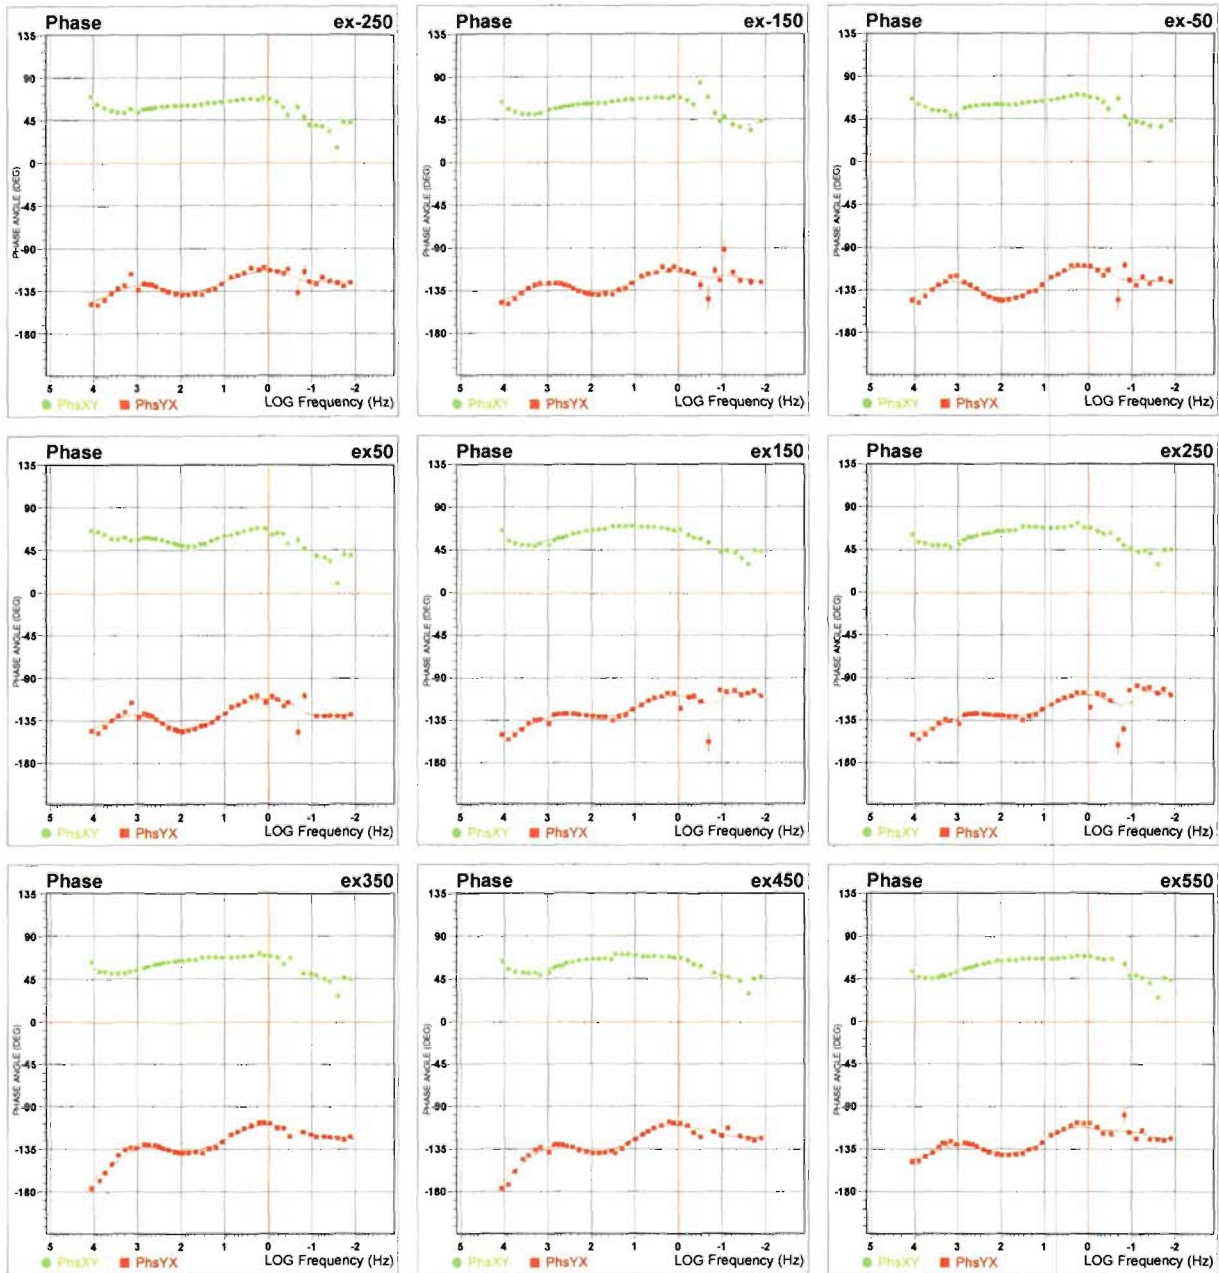 Phase ex-250
135
90
45
0
-45
-90
-135
-180
PHASE ANGLE (DEG)
5 4 3 2 1 0 -1 -2
PhsXY PhsYX LOG Frequency (Hz)
Phase ex-150
135
90
45
0
-45
-90
-135
-180
PHASE ANGLE (DEG)
5 4 3 2 1 0 -1 -2
PhsXY PhsYX LOG Frequency (Hz)
Phase ex-50
135
90
45
0
-45
-90
-135
-180
PHASE ANGLE (DEG)
5 4 3 2 1 0 -1 -2
PhsXY PhsYX LOG Frequency (Hz)
Phase ex50
135
90
45
0
-45
-90
-135
-180
PHASE ANGLE (DEG)
5 4 3 2 1 0 -1 -2
PhsXY PhsYX LOG Frequency (Hz)
Phase ex150
135
90
45
0
-45
-90
-135
-180
PHASE ANGLE (DEG)
5 4 3 2 1 0 -1 -2
PhsXY PhsYX LOG Frequency (Hz)
Phase ex250
135
90
45
0
-45
-90
-135
-180
PHASE ANGLE (DEG)
5 4 3 2 1 0 -1 -2
PhsXY PhsYX LOG Frequency (Hz)
Phase ex350
135
90
45
0
-45
-90
-135
-180
PHASE ANGLE (DEG)
5 4 3 2 1 0 -1 -2
PhsXY PhsYX LOG Frequency (Hz)
Phase ex450
135
90
45
0
-45
-90
-135
-180
PHASE ANGLE (DEG)
5 4 3 2 1 0 -1 -2
PhsXY PhsYX LOG Frequency (Hz)
Phase ex550
135
90
45
0
-45
-90
-135
-180
PHASE ANGLE (DEG)
5 4 3 2 1 0 -1 -2
PhsXY PhsYX LOG Frequency (Hz)